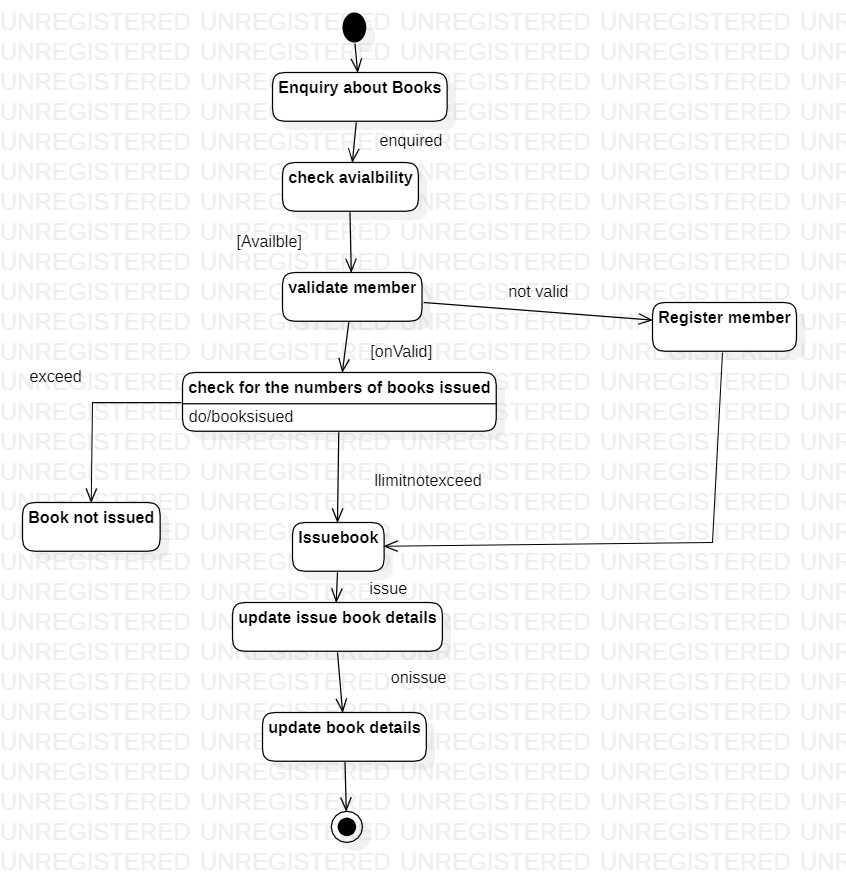 Enquiry about Books
enquired
check avialbility
[Availble]
validate member
not valid
Register member
[onValid]
exceed
check for the numbers of books issued
do/booksisued
llimitnotexceed
Book not issued
Issuebook
issue
update issue book details
onissue
update book details
UNREGISTERED